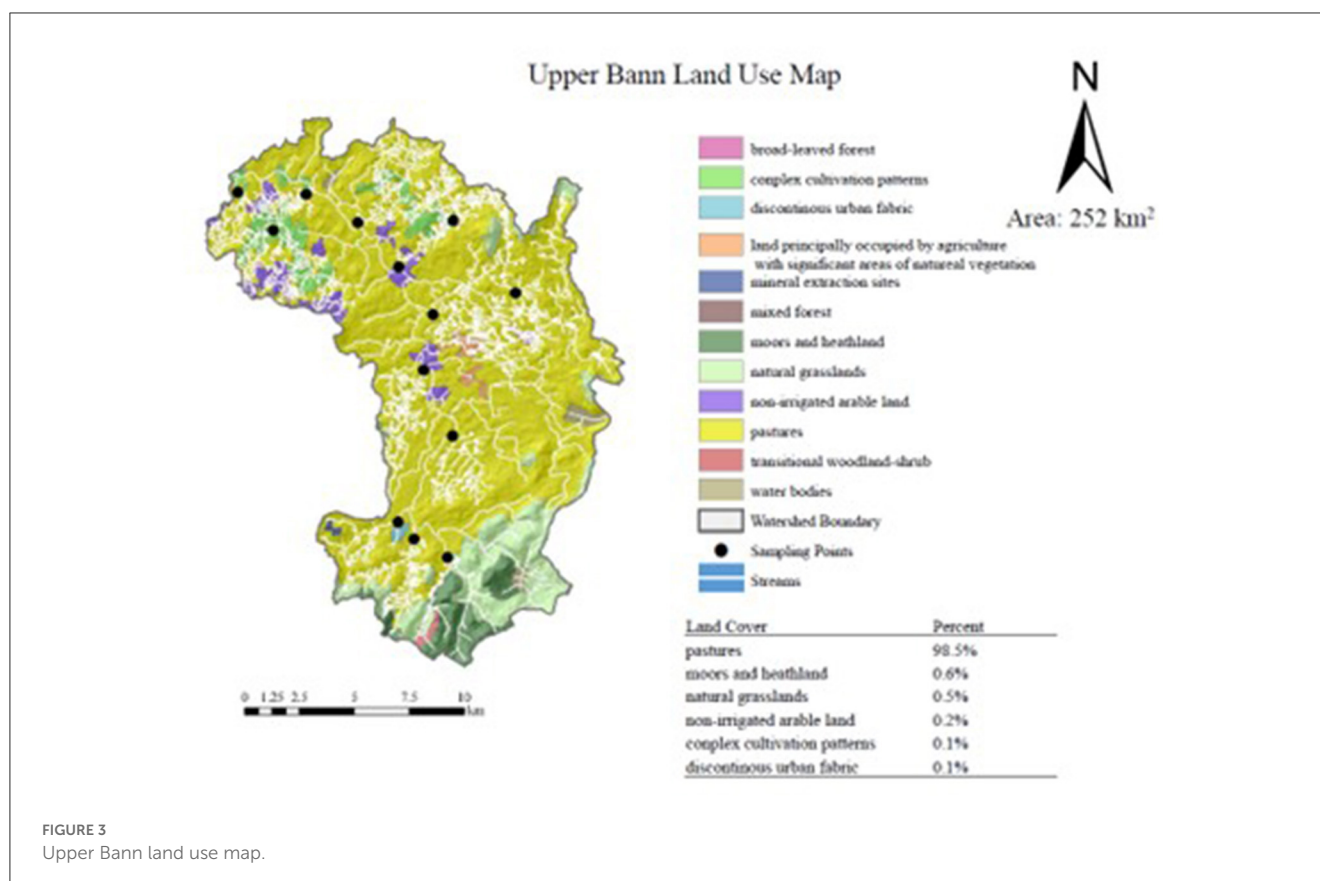 Upper Bann Land Use Map
N
Area: 252 km²
broad-leaved forest
conplex cultivation patterns
discontinous urban fabric
land principally occupied by agriculture
with significant areas of natureal vegetation
mineral extraction sites
mixed forest
moors and heathland
natural grasslands
non-irrigated arable land
pastures
transitional woodland-shrub
water bodies
Watershed Boundary
Sampling Points
Streams
Land Cover Percent
pastures 98.5%
moors and heathland 0.6%
natural grasslands 0.5%
non-irrigated arable land 0.2%
conplex cultivation patterns 0.1%
discontinous urban fabric 0.1%
0 1.25 2.5 5 7.5 10
km
FIGURE 3
Upper Bann land use map.